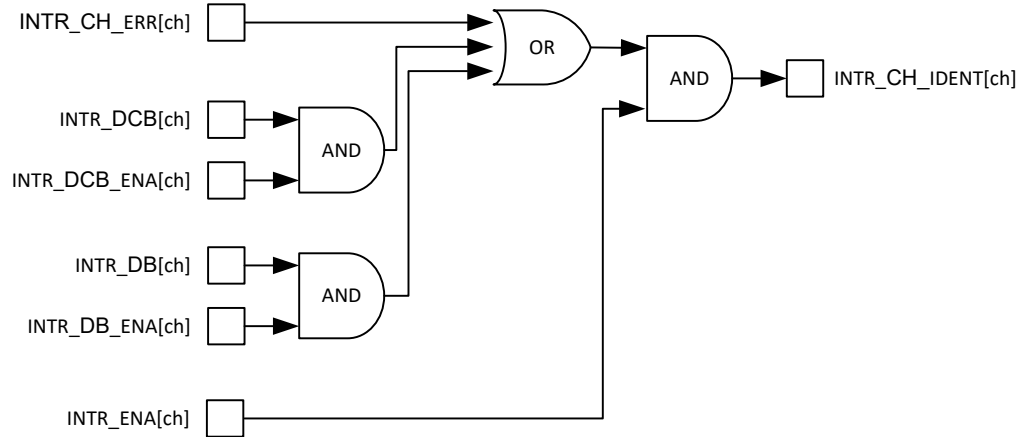 INTR_CH_ERR[ch]
OR
AND
INTR_CH_IDENT[ch]
INTR_DCB[ch]
AND
INTR_DCB_ENA[ch]
INTR_DB[ch]
AND
INTR_DB_ENA[ch]
INTR_ENA[ch]